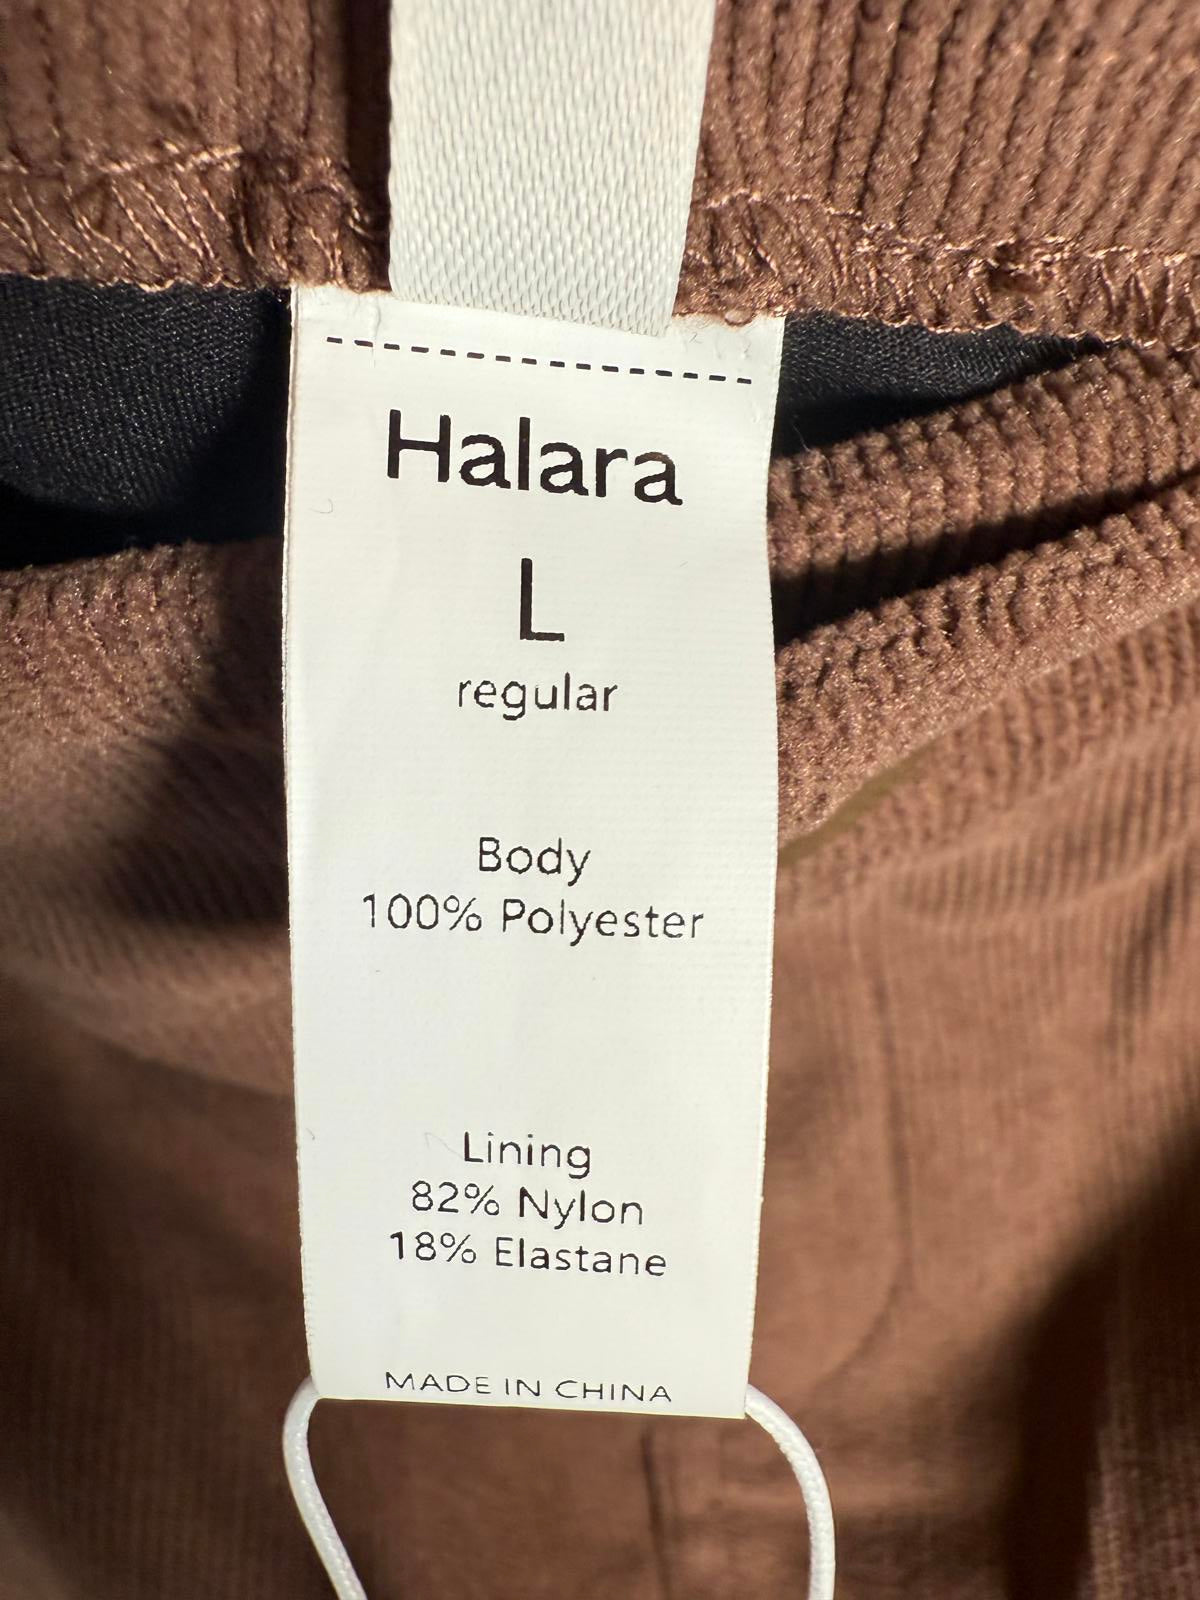 Halara
L
regular
Body
100% Polyester
Lining
82% Nylon
18% Elastane
MADE IN CHINA